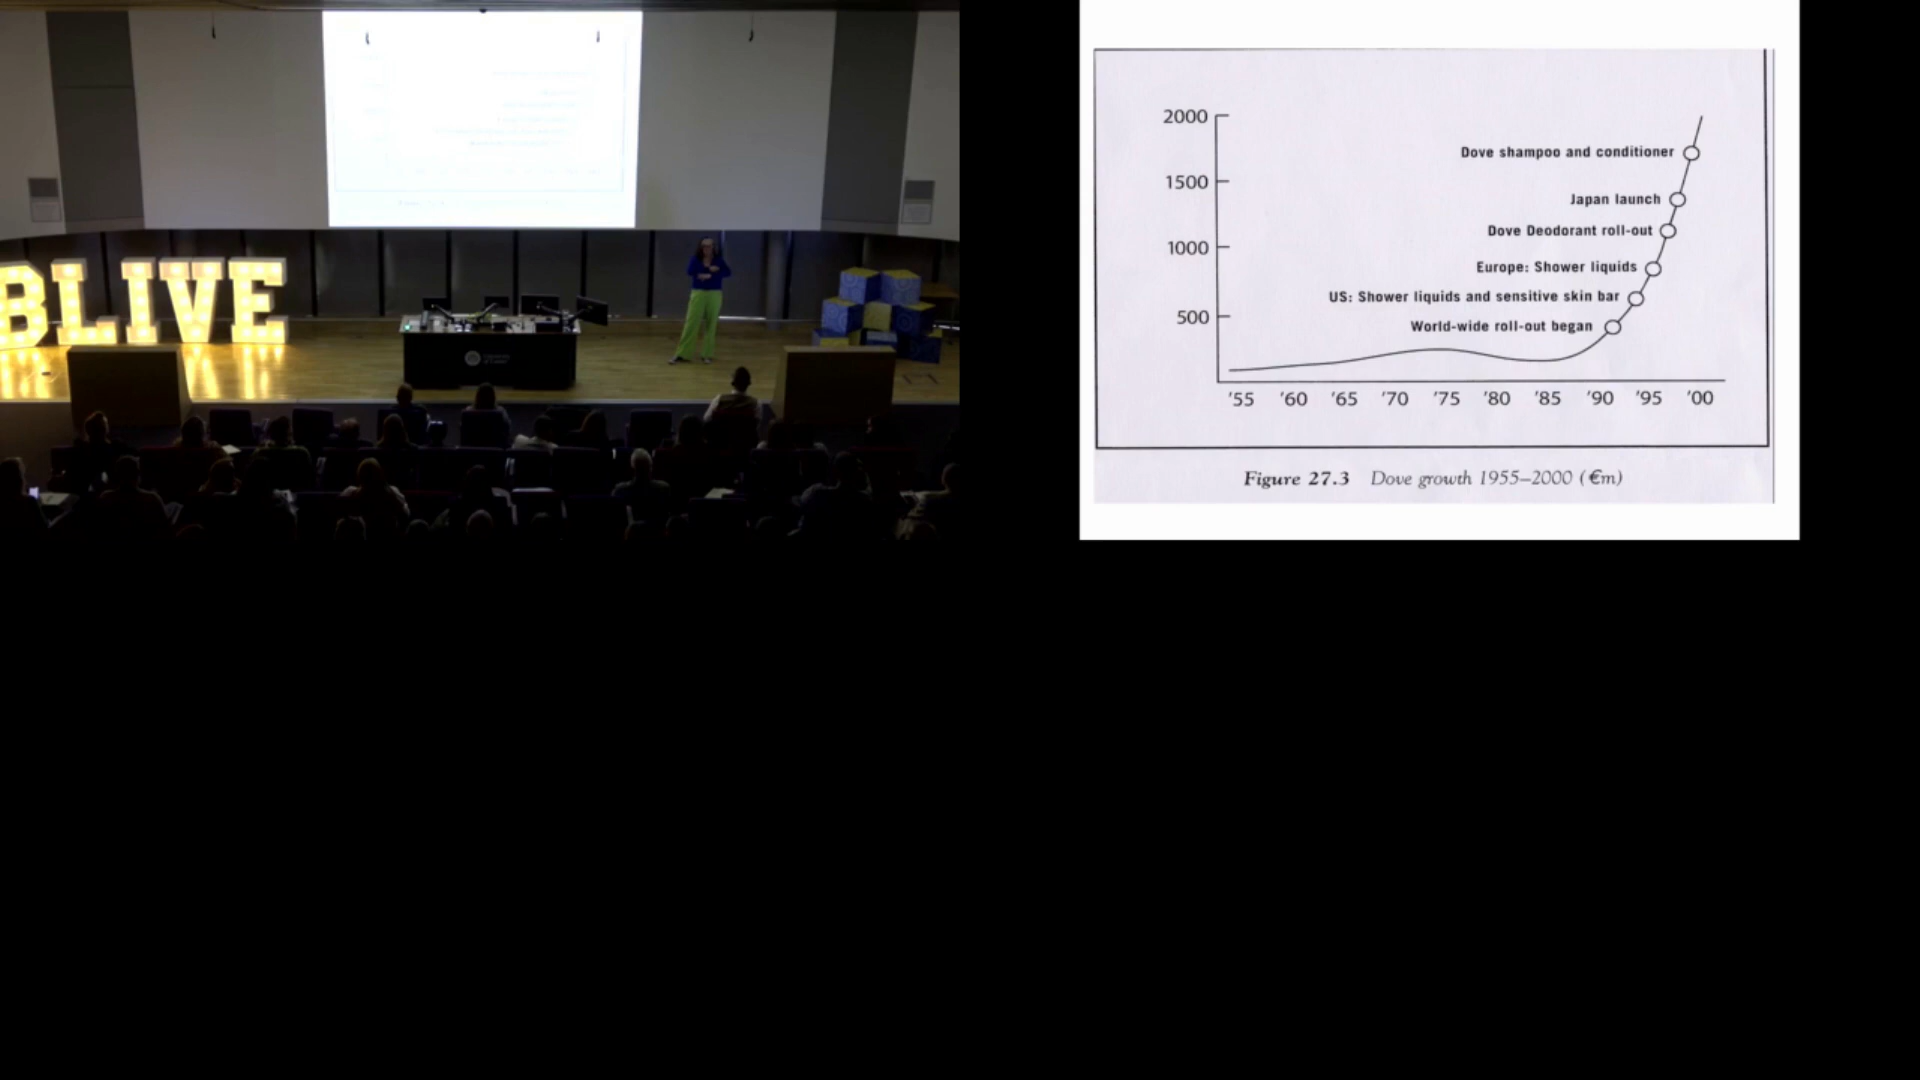 BLIVE
2000
Dove shampoo and conditioner
1500
Japan launch
Dove Deodorant roll-out
1000
Europe: Shower liquids
US: Shower liquids and sensitive skin bar
500
World-wide roll-out began
'55 '60 '65 '70 '75 '80 '85 '90 '95 '00
Figure 27.3 Dove growth 1955–2000 (€m)